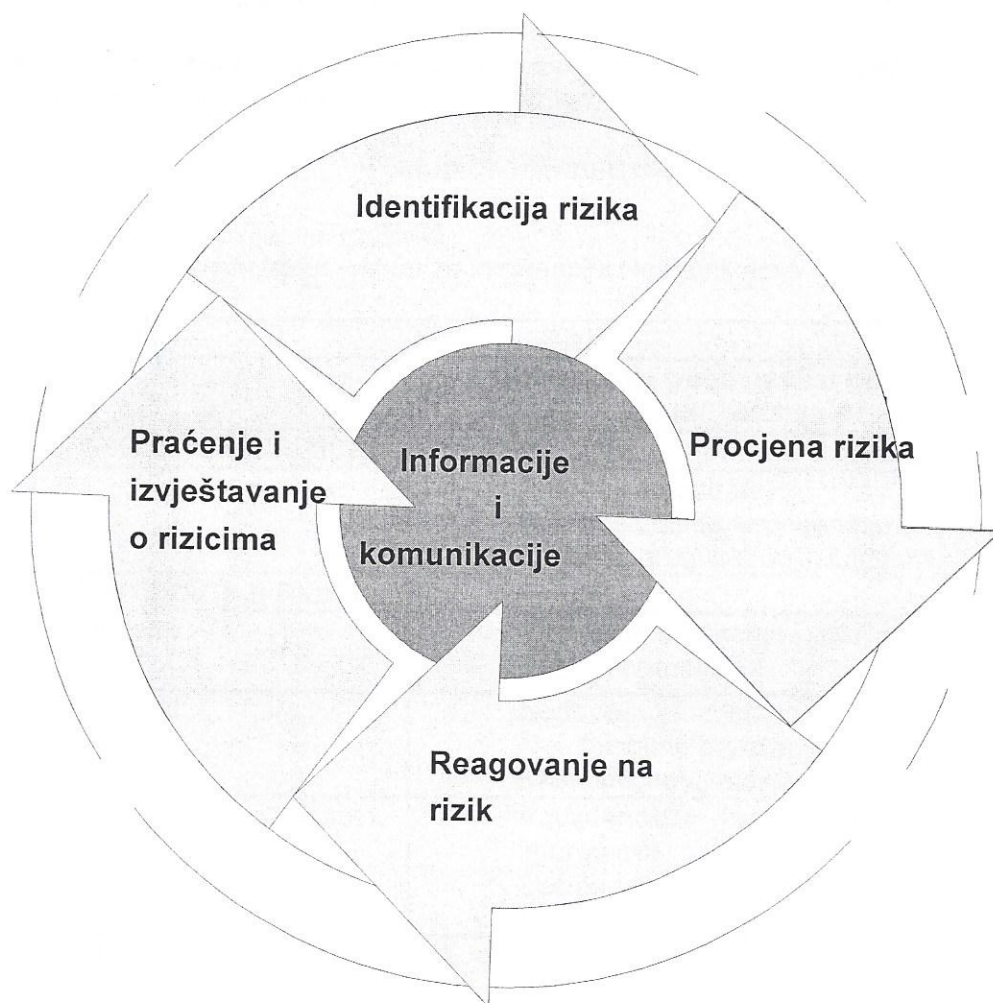 Identifikacija rizika
Procjena rizika
Praćenje i
izvještavanje
o rizicima
Informacije
i
komunikacije
Reagovanje na
rizik